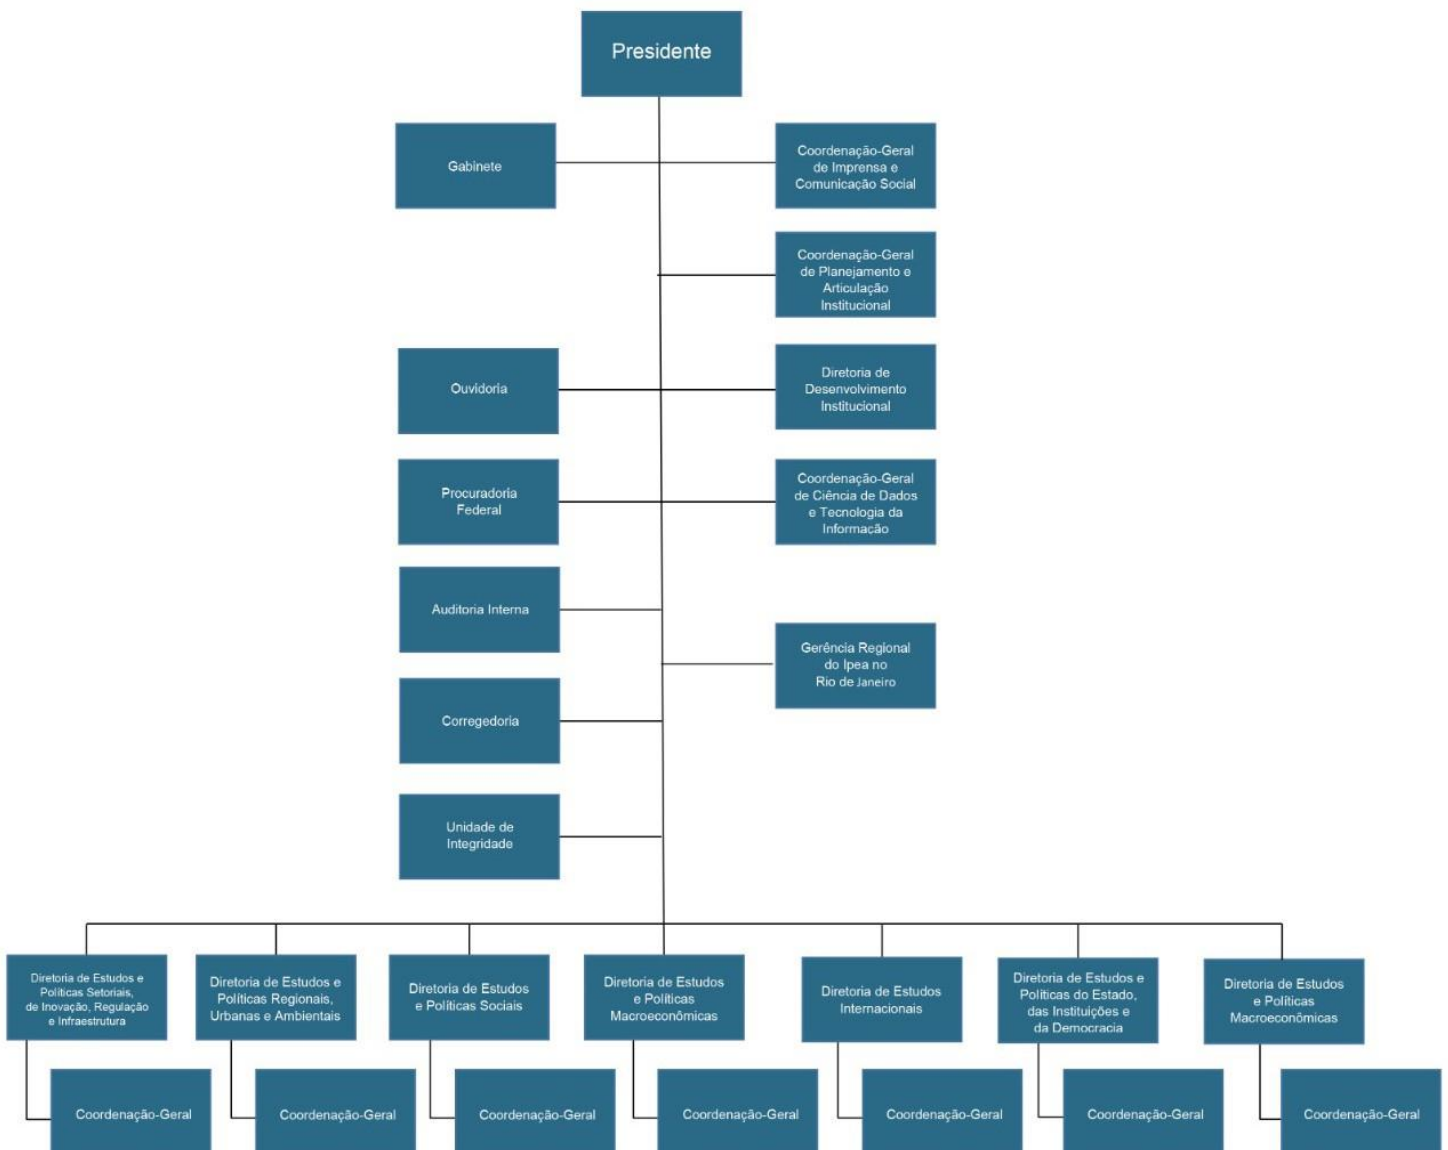 Presidente
Gabinete
Coordenação-Geral
de Imprensa e
Comunicação Social
Coordenação-Geral
de Planejamento e
Articulação
Institucional
Ouvidoria
Diretoria de
Desenvolvimento
Institucional
Procuradoria
Federal
Coordenação-Geral
de Ciência de Dados
e Tecnologia da
Informação
Auditoria Interna
Gerência Regional
do Ipea no
Rio de Janeiro
Corregedoria
Unidade de
Integridade
Diretoria de Estudos e
Políticas Setoriais,
de Inovação, Regulação
e Infraestrutura
Diretoria de Estudos e
Políticas Regionais,
Urbanas e Ambientais
Diretoria de Estudos
e Políticas Sociais
Diretoria de Estudos
e Políticas
Macroeconômicas
Diretoria de Estudos
Internacionais
Diretoria de Estudos e
Políticas do Estado,
das Instituições e
da Democracia
Diretoria de Estudos
e Políticas
Macroeconômicas
Coordenação-Geral
Coordenação-Geral
Coordenação-Geral
Coordenação-Geral
Coordenação-Geral
Coordenação-Geral
Coordenação-Geral